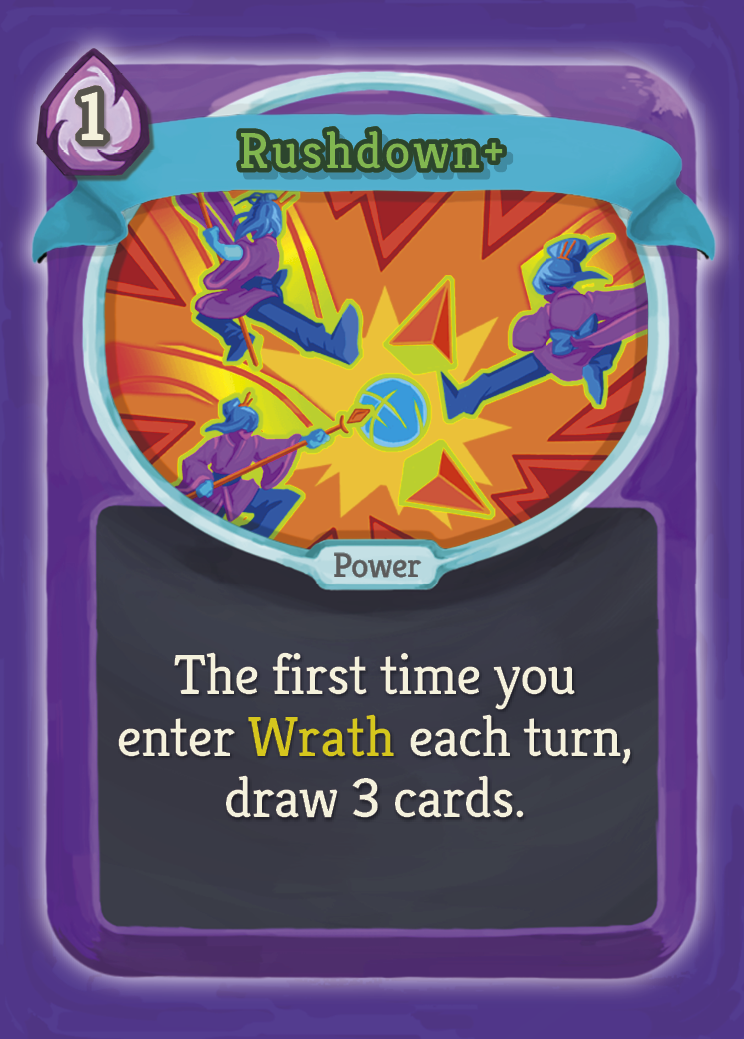 1
Rushdown+
Power
The first time you
enter Wrath each turn,
draw 3 cards.